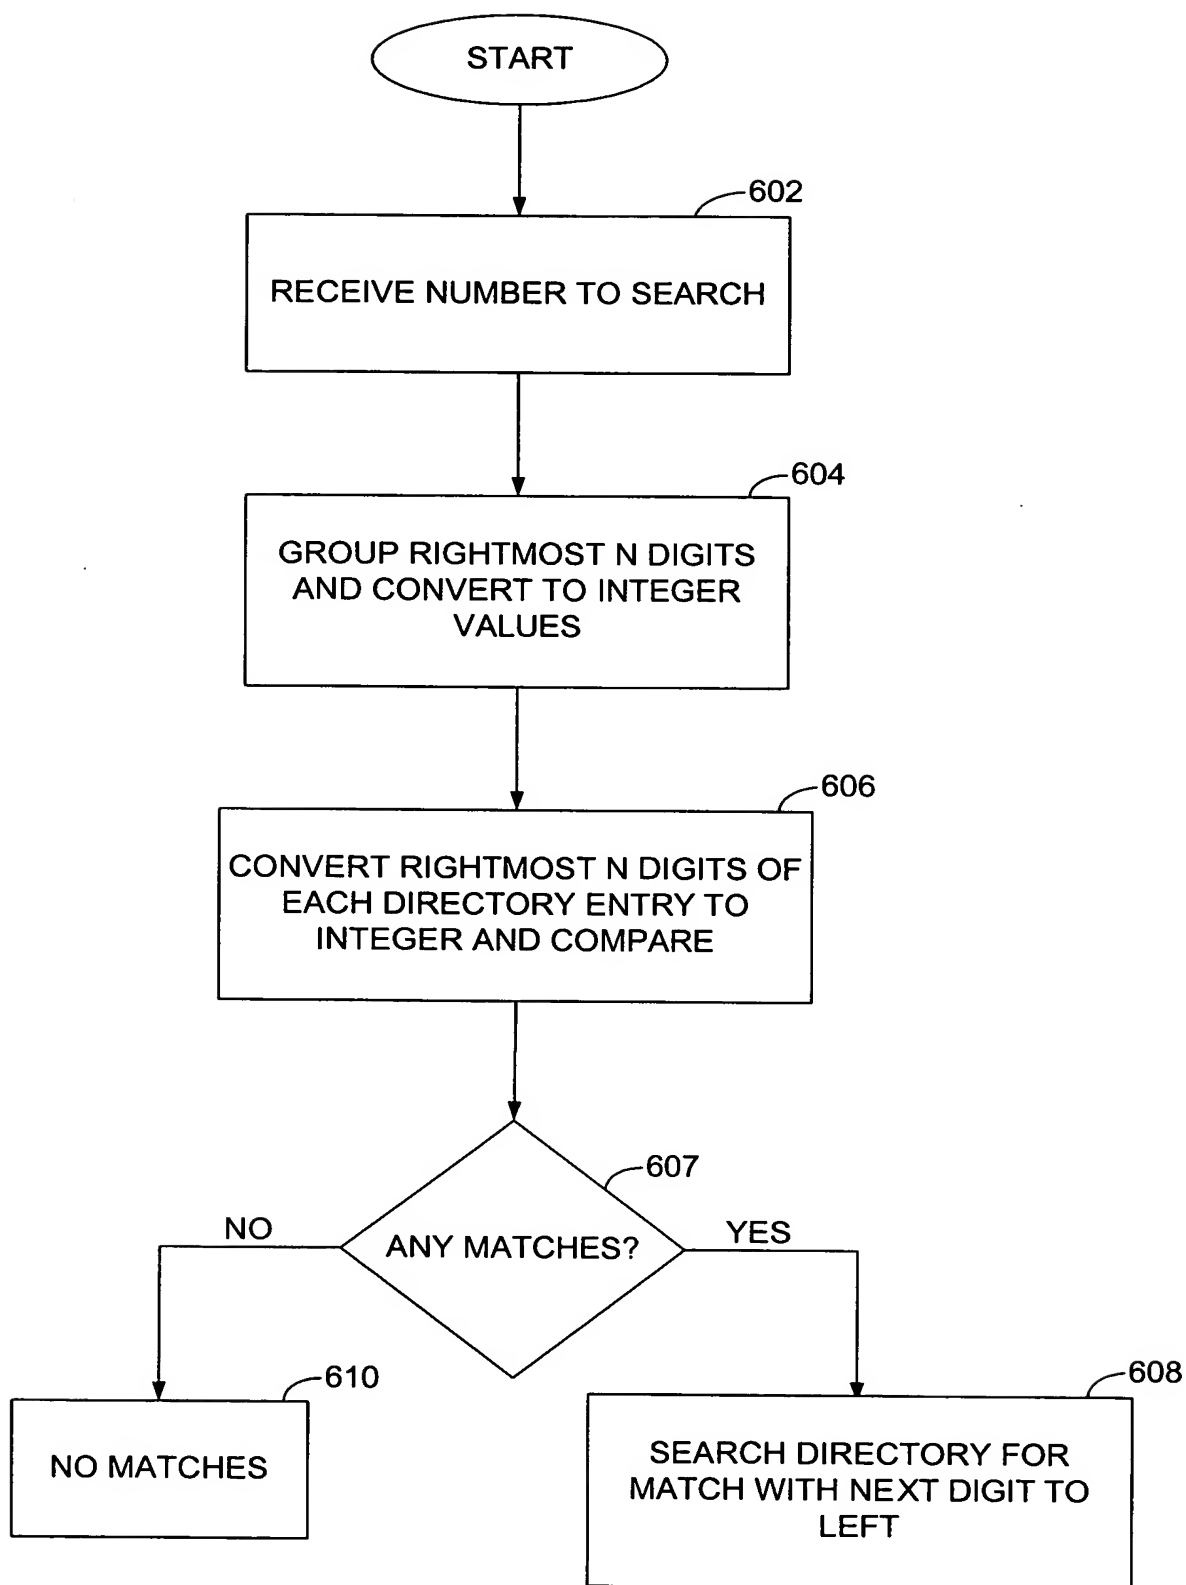 START
602
RECEIVE NUMBER TO SEARCH
604
GROUP RIGHTMOST N DIGITS
AND CONVERT TO INTEGER
VALUES
606
CONVERT RIGHTMOST N DIGITS OF
EACH DIRECTORY ENTRY TO
INTEGER AND COMPARE
607
NO
ANY MATCHES?
YES
610
NO MATCHES
608
SEARCH DIRECTORY FOR
MATCH WITH NEXT DIGIT TO
LEFT